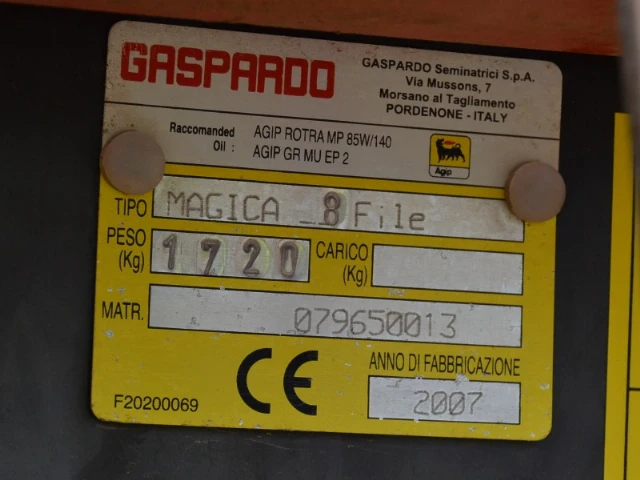 GASPARDO
GASPARDO Seminatrici S.p.A.
Via Mussons, 7
Morsano al Tagliamento
PORDENONE - ITALY
Raccomanded Oil :
AGIP ROTRA MP 85W/140
AGIP GR MU EP 2
Agip
TIPO MAGICA _8 File
PESO (Kg) 1720 CARICO (Kg)
MATR. 079650013
CE ANNO DI FABBRICAZIONE
F20200069 2007